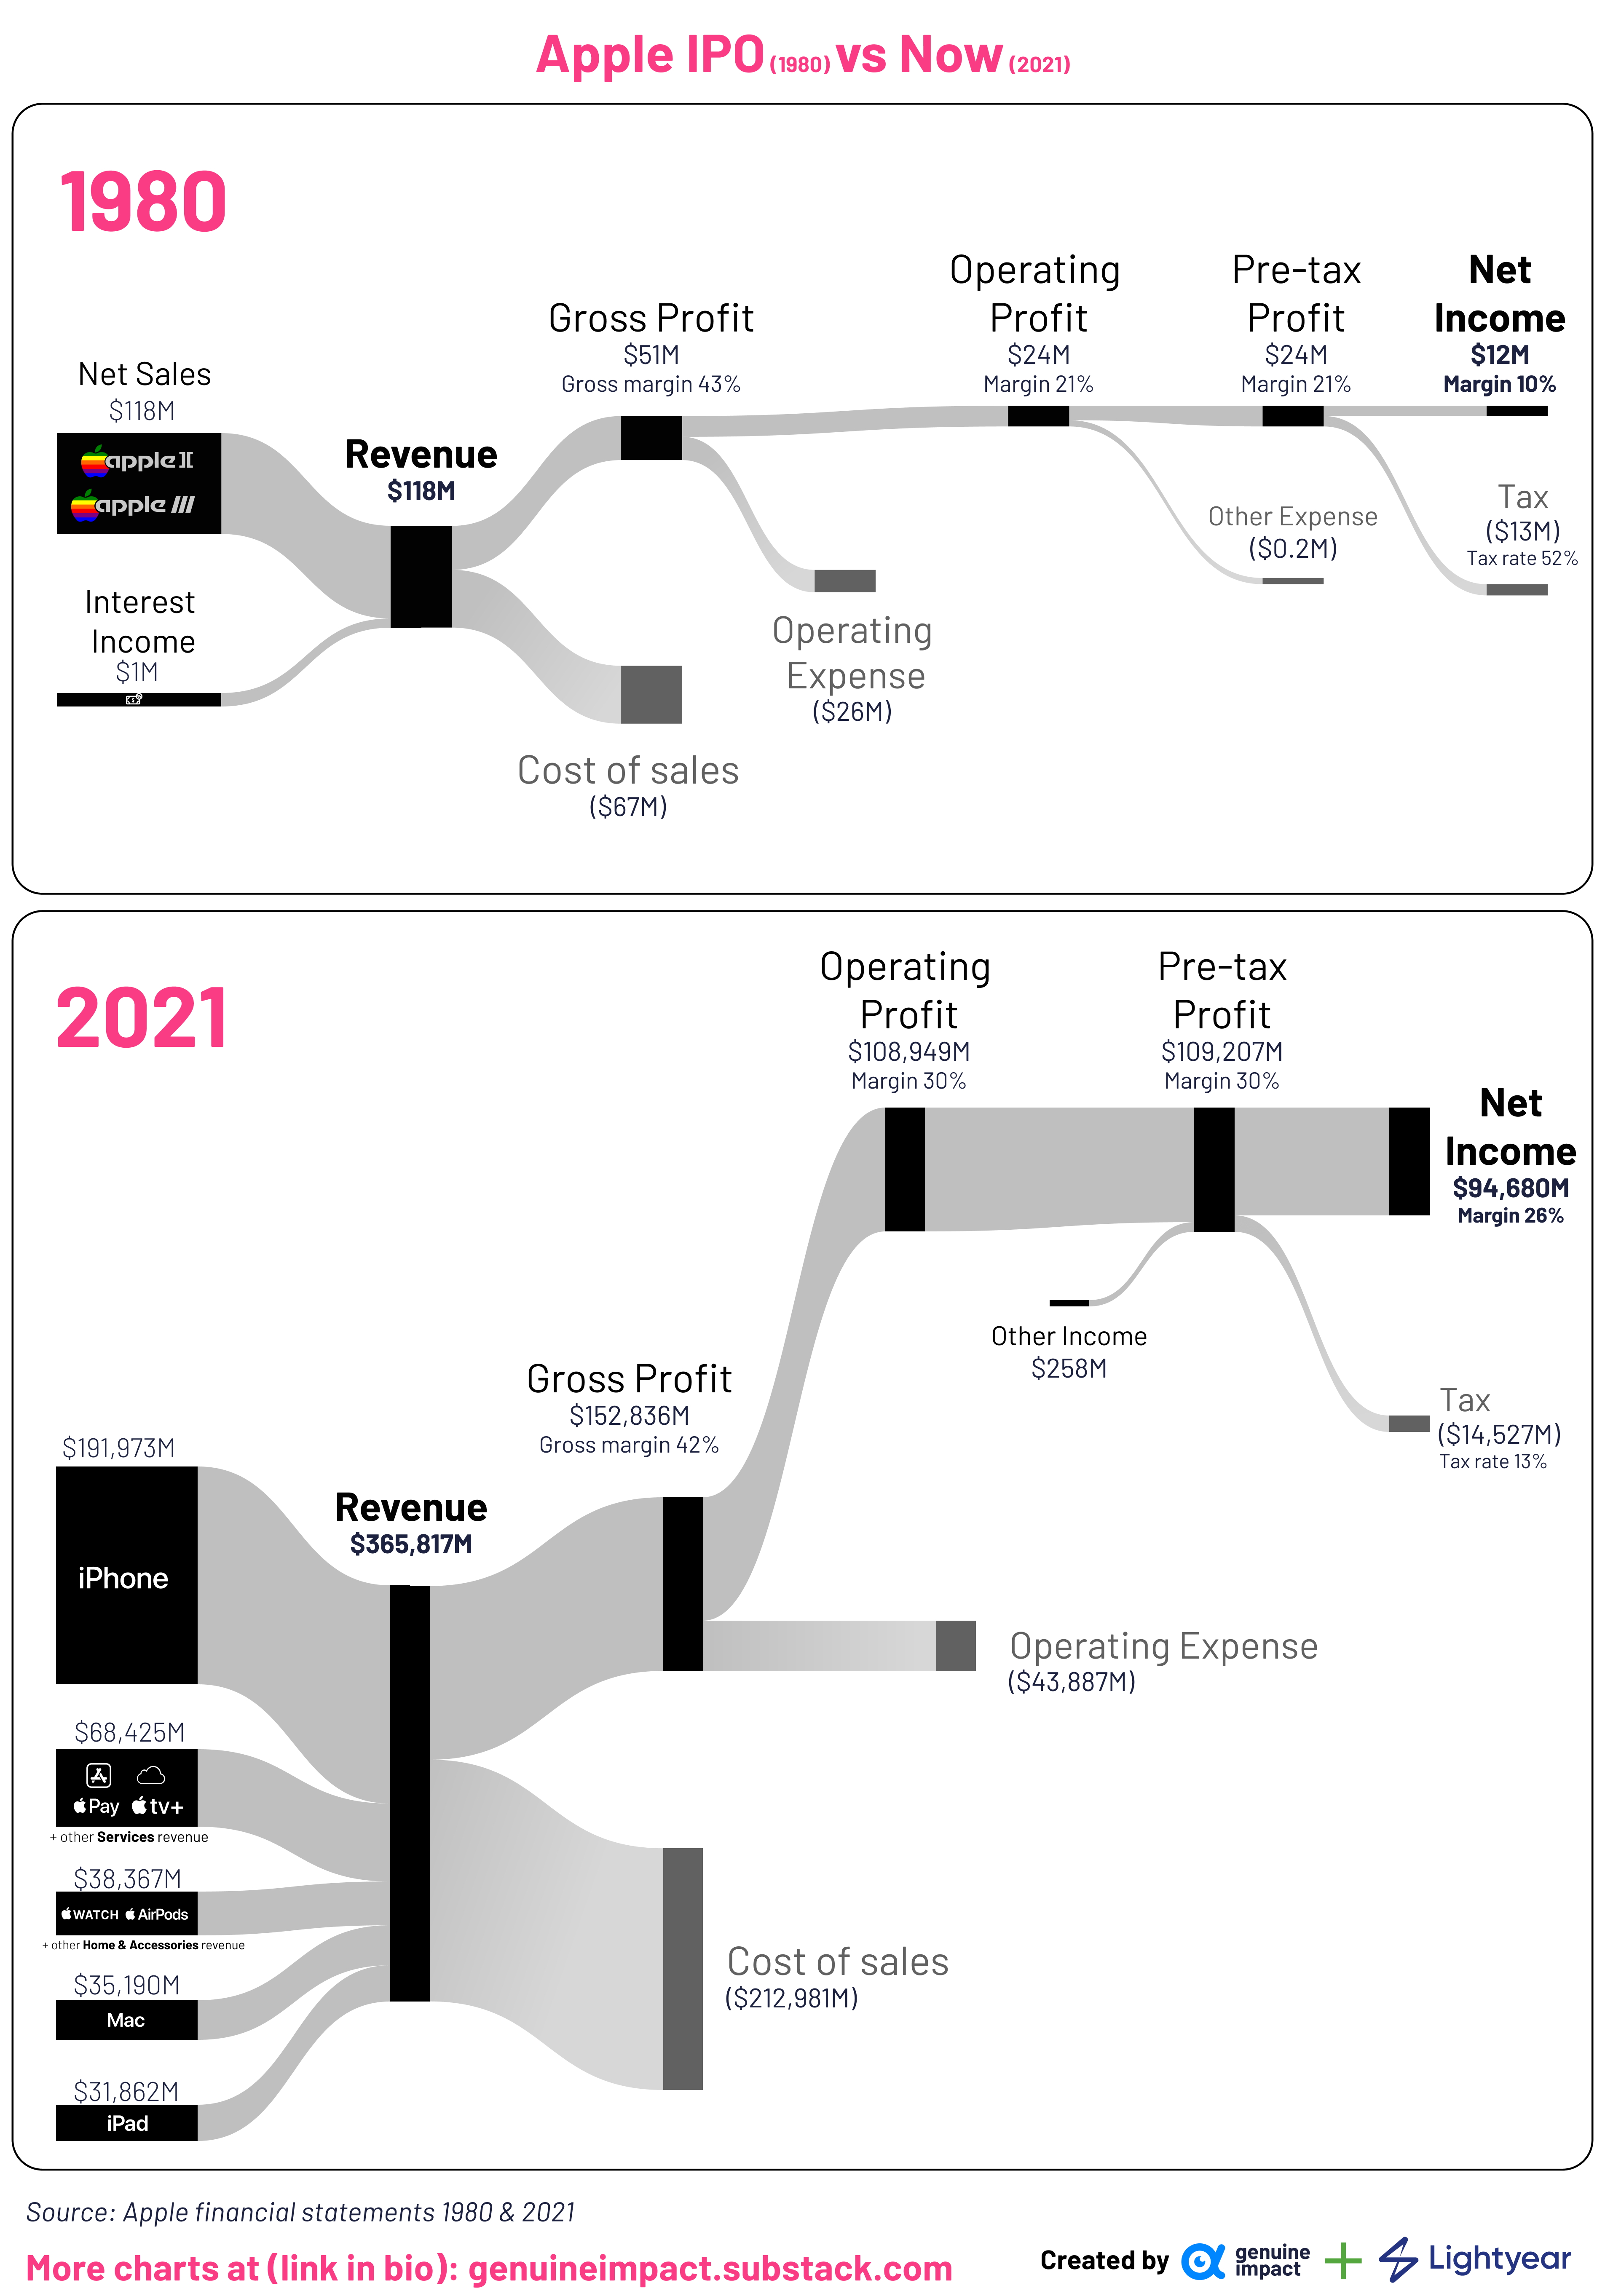 Apple IPO (1980) vs Now (2021)
1980
Net Sales
$118M
apple ][
apple ///
Interest
Income
$1M
Revenue
$118M
Gross Profit
$51M
Gross margin 43%
Cost of sales
($67M)
Operating
Expense
($26M)
Operating
Profit
$24M
Margin 21%
Other Expense
($0.2M)
Pre-tax
Profit
$24M
Margin 21%
Net
Income
$12M
Margin 10%
Tax
($13M)
Tax rate 52%
2021
$191,973M
iPhone
$68,425M
Pay tv+
+ other Services revenue
$38,367M
WATCH AirPods
+ other Home & Accessories revenue
$35,190M
Mac
$31,862M
iPad
Revenue
$365,817M
Gross Profit
$152,836M
Gross margin 42%
Cost of sales
($212,981M)
Operating Expense
($43,887M)
Operating
Profit
$108,949M
Margin 30%
Other Income
$258M
Pre-tax
Profit
$109,207M
Margin 30%
Net
Income
$94,680M
Margin 26%
Tax
($14,527M)
Tax rate 13%
Source: Apple financial statements 1980 & 2021
More charts at (link in bio): genuineimpact.substack.com
Created by genuine impact + Lightyear